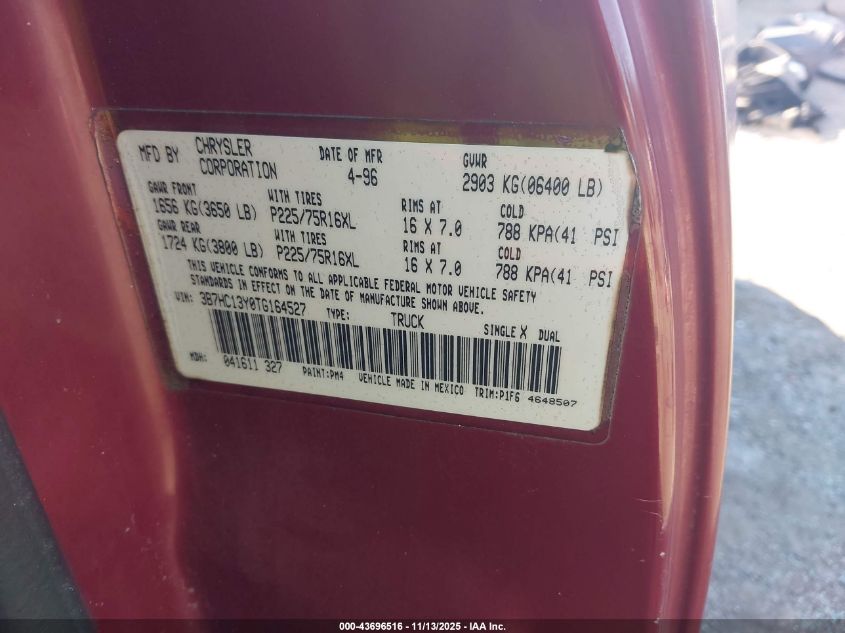 MFD BY CHRYSLER CORPORATION DATE OF MFR 4-96 GVWR 2903 KG(06400 LB)
GAWR FRONT WITH TIRES RIMS AT COLD
1656 KG(3650 LB) P225/75R16XL 16 X 7.0 788 KPA(41 PSI
GAWR REAR WITH TIRES RIMS AT COLD
1724 KG(3800 LB) P225/75R16XL 16 X 7.0 788 KPA(41 PSI
THIS VEHICLE CONFORMS TO ALL APPLICABLE FEDERAL MOTOR VEHICLE SAFETY
STANDARDS IN EFFECT ON THE DATE OF MANUFACTURE SHOWN ABOVE.
VIN: 3B7HC13Y0TG164527 TYPE: TRUCK SINGLE X DUAL
MDH: 041611 327 PAINT:PM4 VEHICLE MADE IN MEXICO TRIM:P1F6 4648507
000-43696516 - 11/13/2025 - IAA Inc.